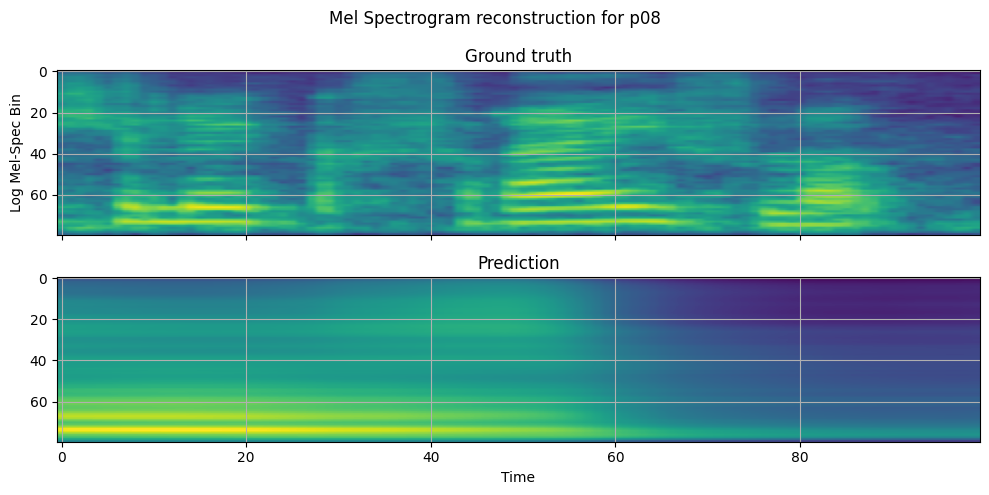 Mel Spectrogram reconstruction for p08
Ground truth
0
20
40
60
Log Mel-Spec Bin
Prediction
0
20
40
60
0 20 40 60 80
Time